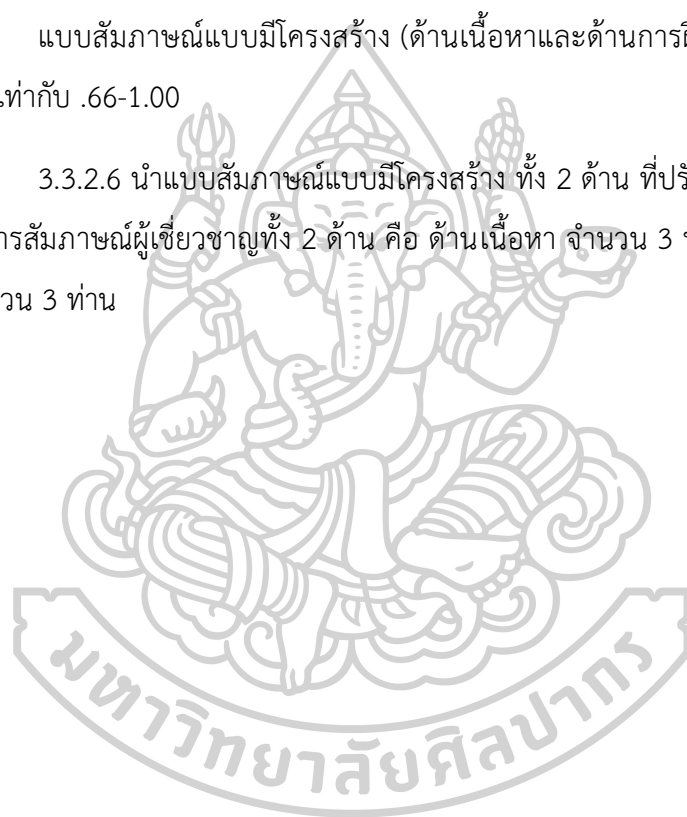 แบบสัมภาษณ์แบบมีโครงสร้าง (ด้านเนื้อหาและด้านการ
เท่ากับ .66-1.00
3.3.2.6 นำแบบสัมภาษณ์แบบมีโครงสร้าง ทั้ง 2 ด้าน ที่
ารสัมภาษณ์ผู้เชี่ยวชาญทั้ง 2 ด้าน คือ ด้านเนื้อหา จำนวน 3
วน 3 ท่าน
มหาวิทยาลัยศิลปากร